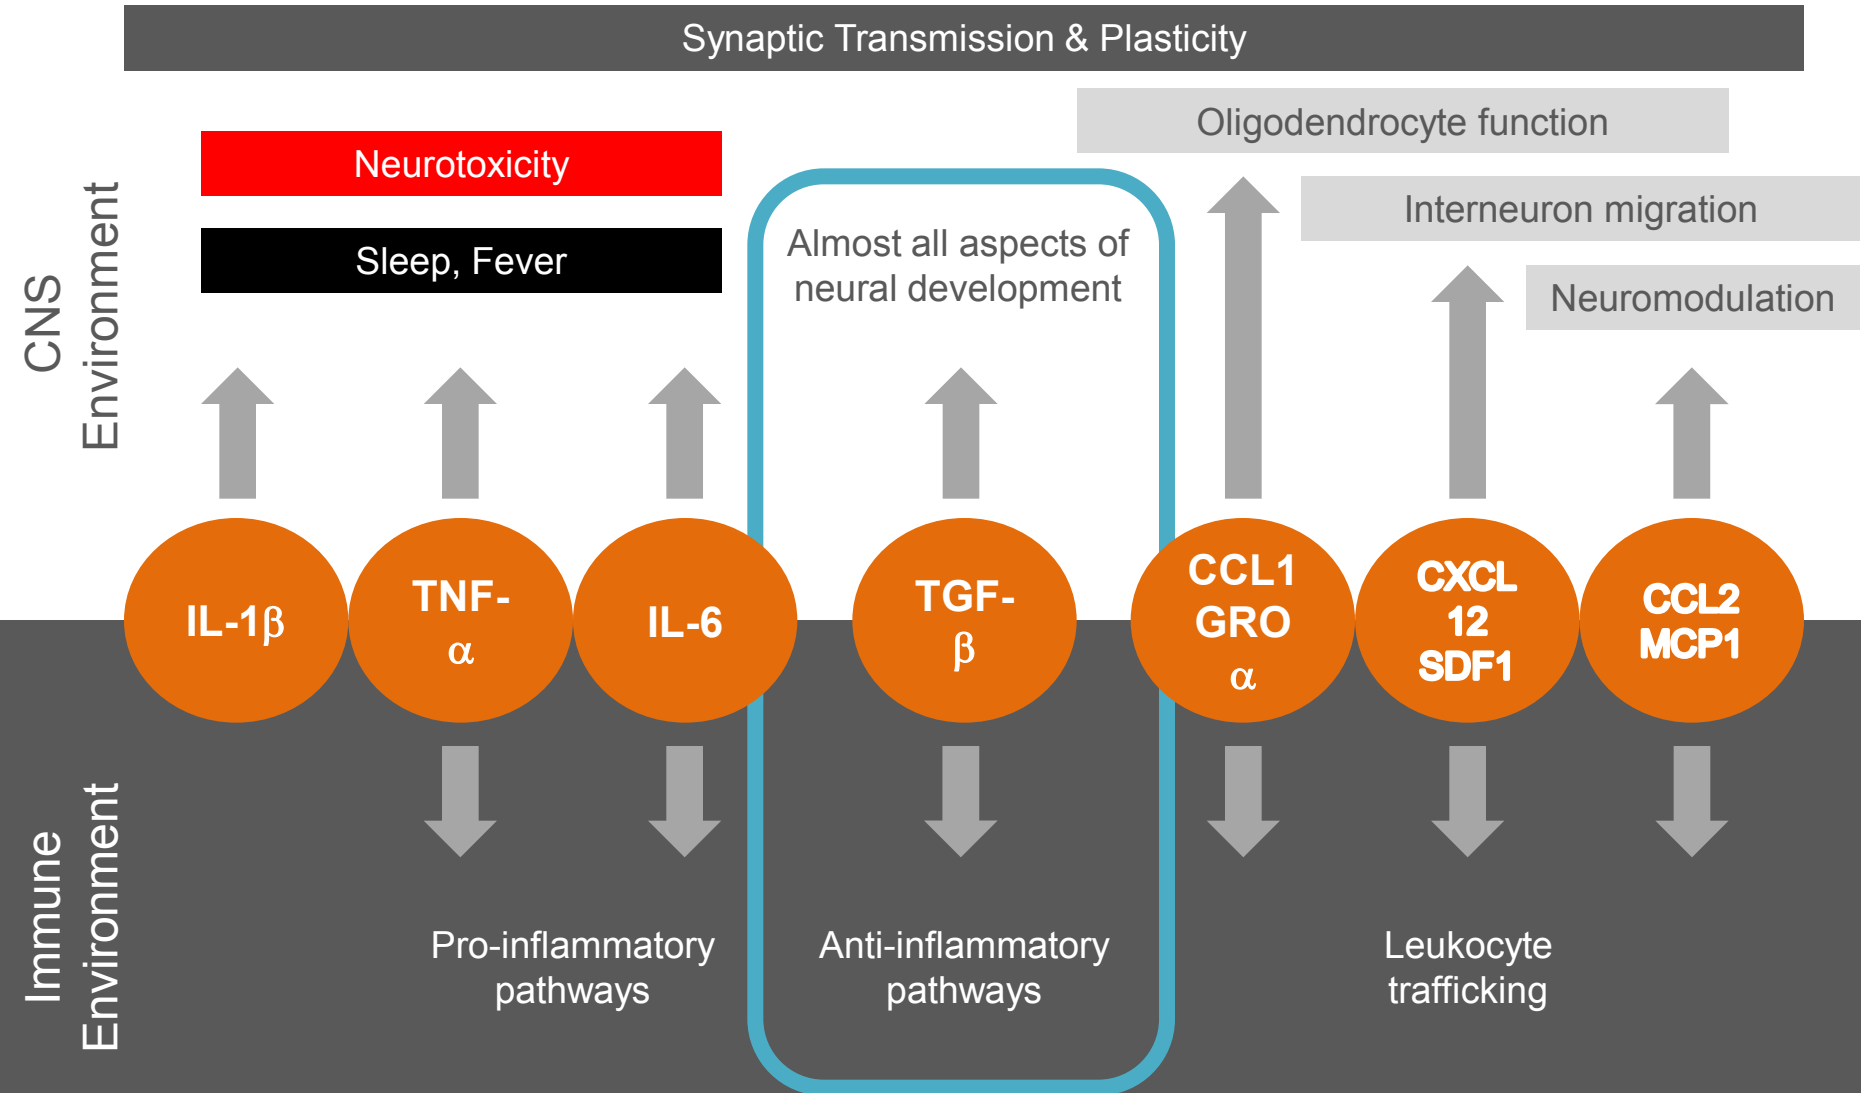 Synaptic Transmission & Plasticity
Oligodendrocyte function
Neurotoxicity
Interneuron migration
Sleep, Fever
Almost all aspects of
neural development
Neuromodulation
CNS
Environment
IL-1β
TNF-
α
IL-6
TGF-
β
CCL1
GRO
α
CXCL
12
SDF1
CCL2
MCP1
Immune
Environment
Pro-inflammatory
pathways
Anti-inflammatory
pathways
Leukocyte
trafficking